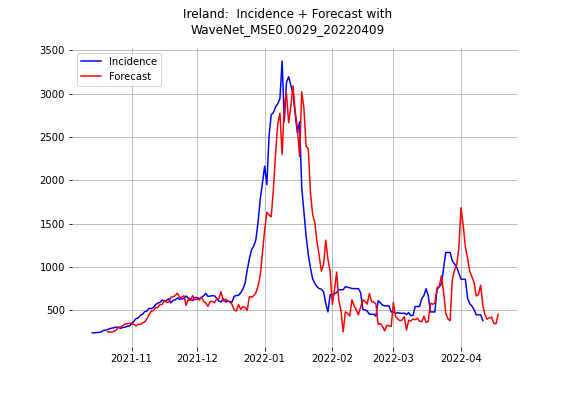 Ireland:  Incidence + Forecast with
WaveNet_MSE0.0029_20220409
3500
Incidence
Forecast
3000
2500
2000
1500
1000
500
2021-11 2021-12 2022-01 2022-02 2022-03 2022-04